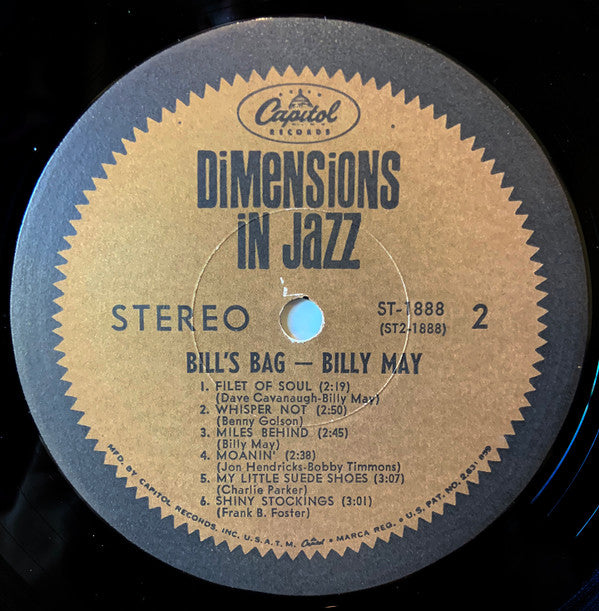 Capitol
RECORDS
DiMENSiONS
iN JaZZ
STEREO
ST-1888
(ST2-1888)
2
BILL'S BAG — BILLY MAY
1. FILET OF SOUL (2:19)
(Dave Cavanaugh-Billy May)
2. WHISPER NOT (2:50)
(Benny Golson)
3. MILES BEHIND (2:45)
(Billy May)
4. MOANIN' (2:38)
(Jon Hendricks-Bobby Timmons)
5. MY LITTLE SUEDE SHOES (3:07)
(Charlie Parker)
6. SHINY STOCKINGS (3:01)
(Frank B. Foster)
MFD. BY CAPITOL RECORDS, INC. U.S.A. T.M. Capitol • MARCA REG. • U.S. PAT. NO. 2,631,859